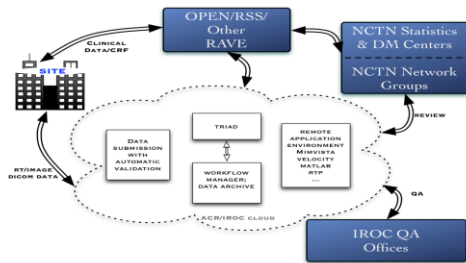 Clinical
Data/CRF
OPEN/RSS/
Other
RAVE
NCTN Statistics
& DM Centers
NCTN Network
Groups
SITE
RT/IMAGE
DICOM DATA
Data
submission
with
automatic
validation
TRIAD
WORKFLOW
MANAGER;
DATA ARCHIVE
REMOTE
APPLICATION
ENVIRONMENT
MIMVISTA
VELOCITY
MATLAB
RTP
...
REVIEW
ACR/IROC CLOUD
QA
IROC QA
Offices